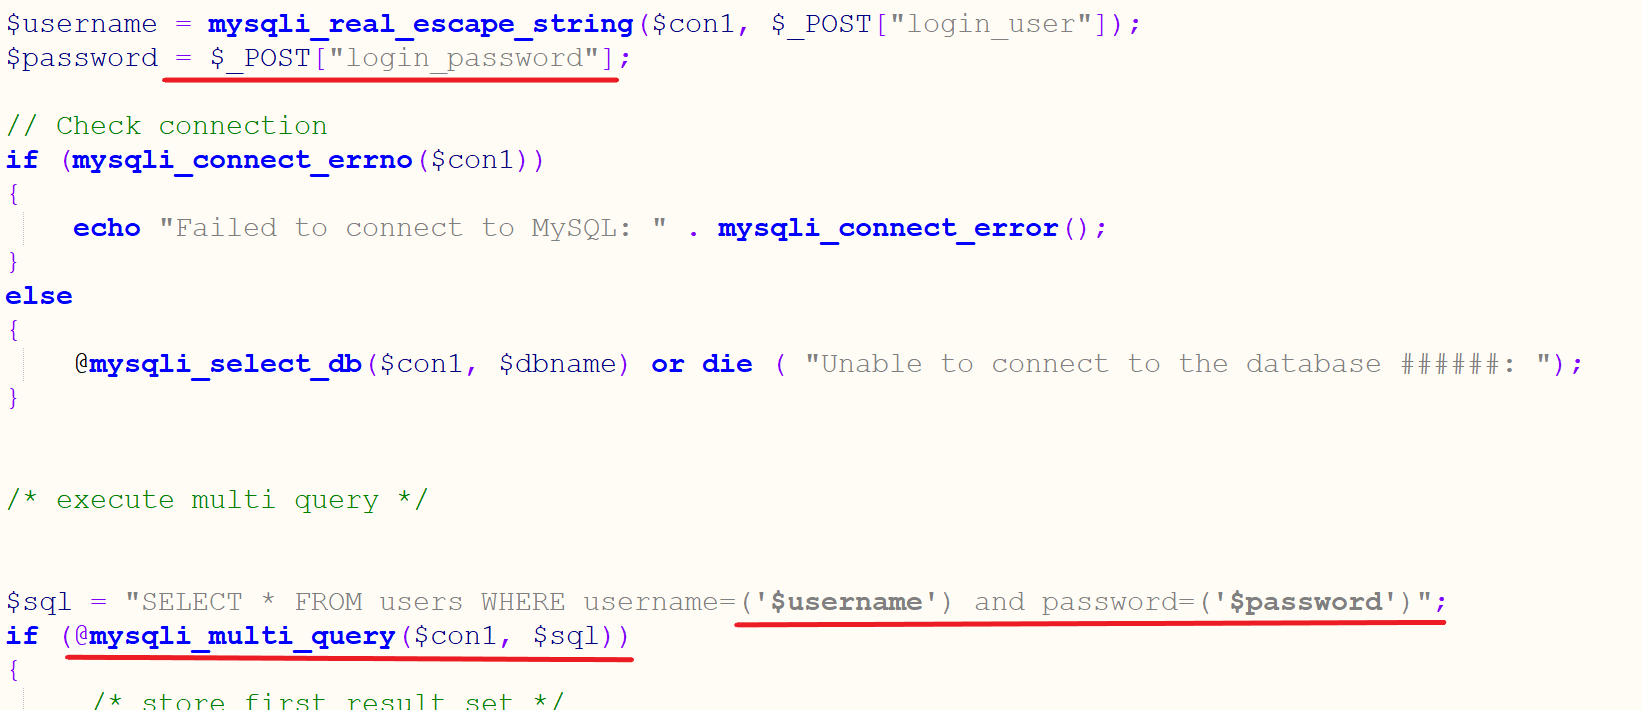 $username = mysqli_real_escape_string($con1, $_POST["login_user"]);
$password = $_POST["login_password"];
// Check connection
if (mysqli_connect_errno($con1))
{
echo "Failed to connect to MySQL: " . mysqli_connect_error();
}
else
{
@mysqli_select_db($con1, $dbname) or die ( "Unable to connect to the database ######: ");
}
/* execute multi query */
$sql = "SELECT * FROM users WHERE username=('$username') and password=('$password')";
if (@mysqli_multi_query($con1, $sql))
{
/* store first result set */